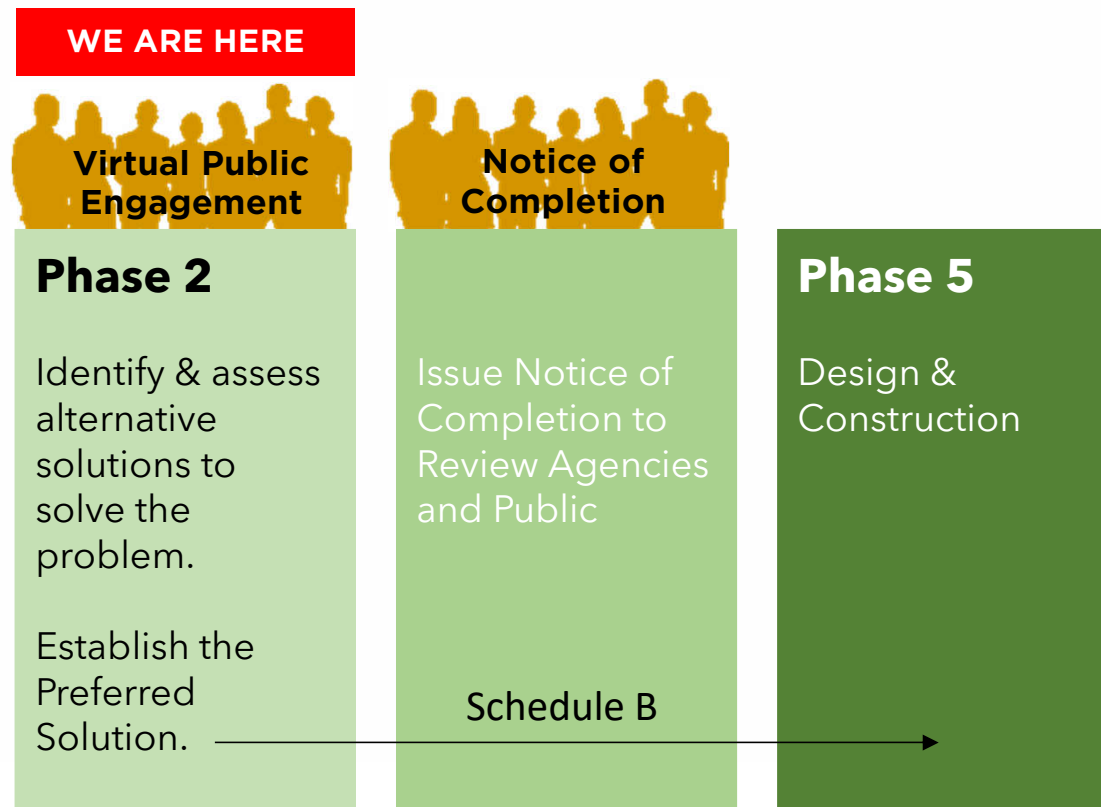 WE ARE HERE
Virtual Public
Engagement
Notice of
Completion
Phase 2
Identify & assess
alternative
solutions to
solve the
problem.
Establish the
Preferred
Solution.
Issue Notice of
Completion to
Review Agencies
and Public
Schedule B
Phase 5
Design &
Construction